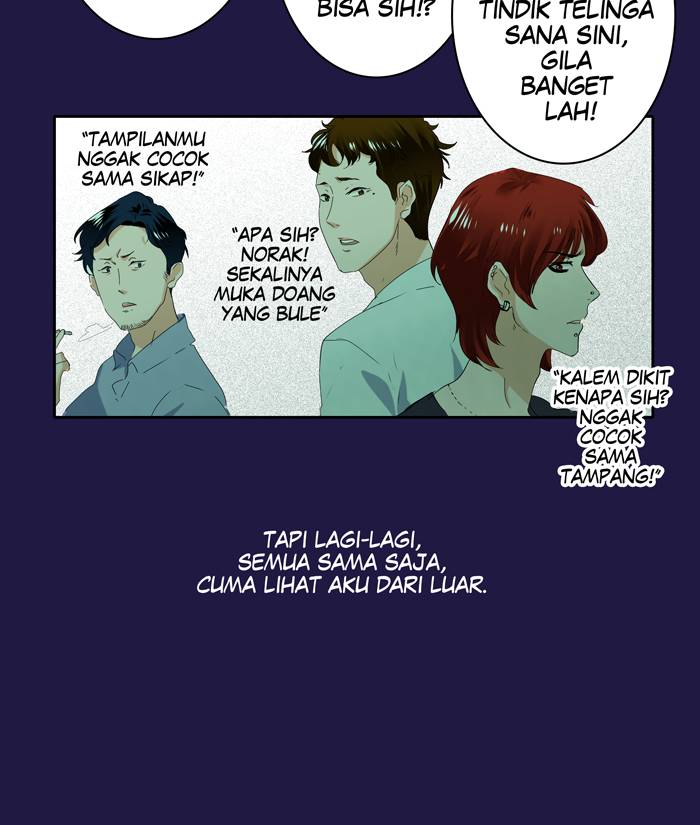 BISA SIH!?
TINDIK TELINGA
SANA SINI,
GILA
BANGET
LAH!
"TAMPILANMU
NGGAK COCOK
SAMA SIKAP!"
"APA SIH?
NORAK!
SEKALINYA
MUKA DOANG
YANG BULE"
"KALEM DIKIT
KENAPA SIH?
NGGAK
COCOK
SAMA
TAMPANG!"
TAPI LAGI-LAGI,
SEMUA SAMA SAJA,
CUMA LIHAT AKU DARI LUAR.